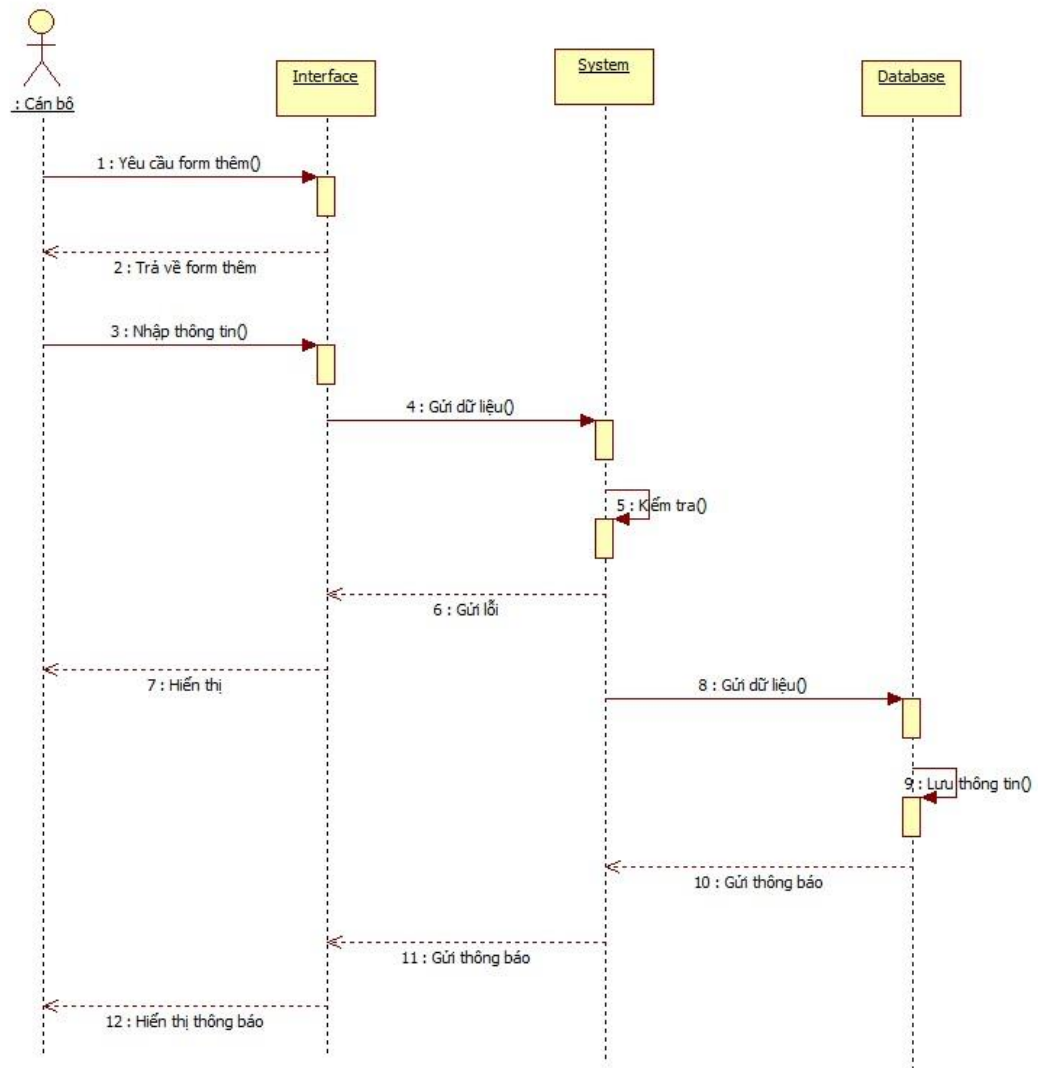 : Cán bô
Interface
System
Database
1 : Yêu cầu form thêm()
2 : Trả về form thêm
3 : Nhập thông tin()
4 : Gửi dữ liệu()
5 : Kiểm tra()
6 : Gửi lỗi
7 : Hiển thị
8 : Gửi dữ liệu()
9 : Lưu thông tin()
10 : Gửi thông báo
11 : Gửi thông báo
12 : Hiển thị thông báo